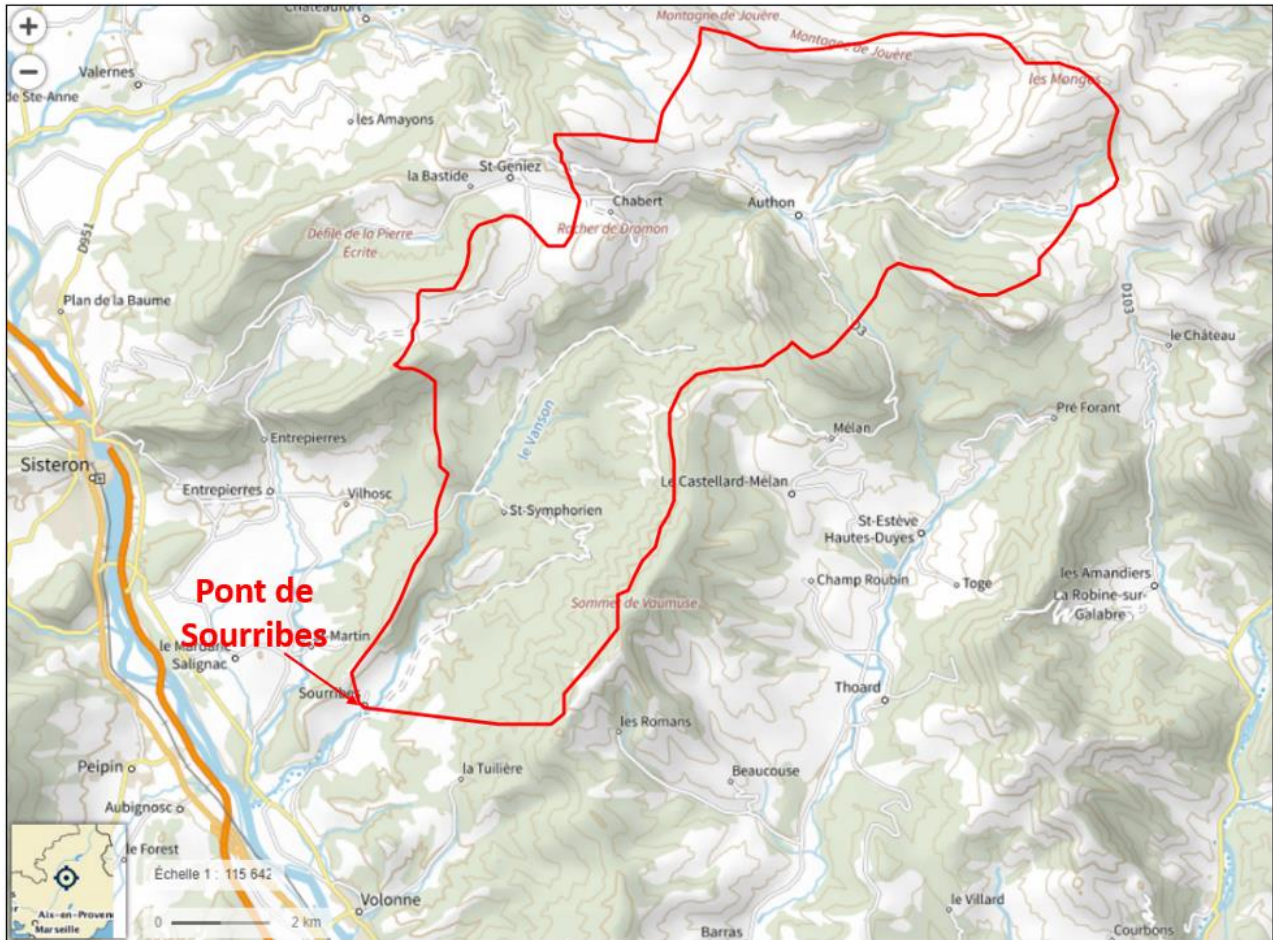 +
−
Châteaufort
Montagne de Jouère
Montagne de Jouère
Valernes
de Ste-Anne
les Monges
les Amayons
St-Geniez
la Bastide
Chabert
Authon
Rocher de Dromon
Défilé de la Pierre
Écrite
D951
Plan de la Baume
D103
le Château
D3
le Vanson
Entrepierres
Pré Forant
Mélan
Sisteron
Entrepierres
Vilhosc
Le Castellard-Mélan
St-Symphorien
St-Estève
Hautes-Duyes
Champ Roubin
Toge
les Amandiers
La Robine-sur-
Galabre
Pont de
Sourribes
Sommet de Vaumuse
-Martin
Salignac
Sourribes
Thoard
les Romans
Peipin
la Tuilière
Beaucouse
Aubignosc
le Forest
Échelle 1 : 115 642
0
2 km
Volonne
le Villard
Aix-en-Proven
Marseille
Barras
Courbons